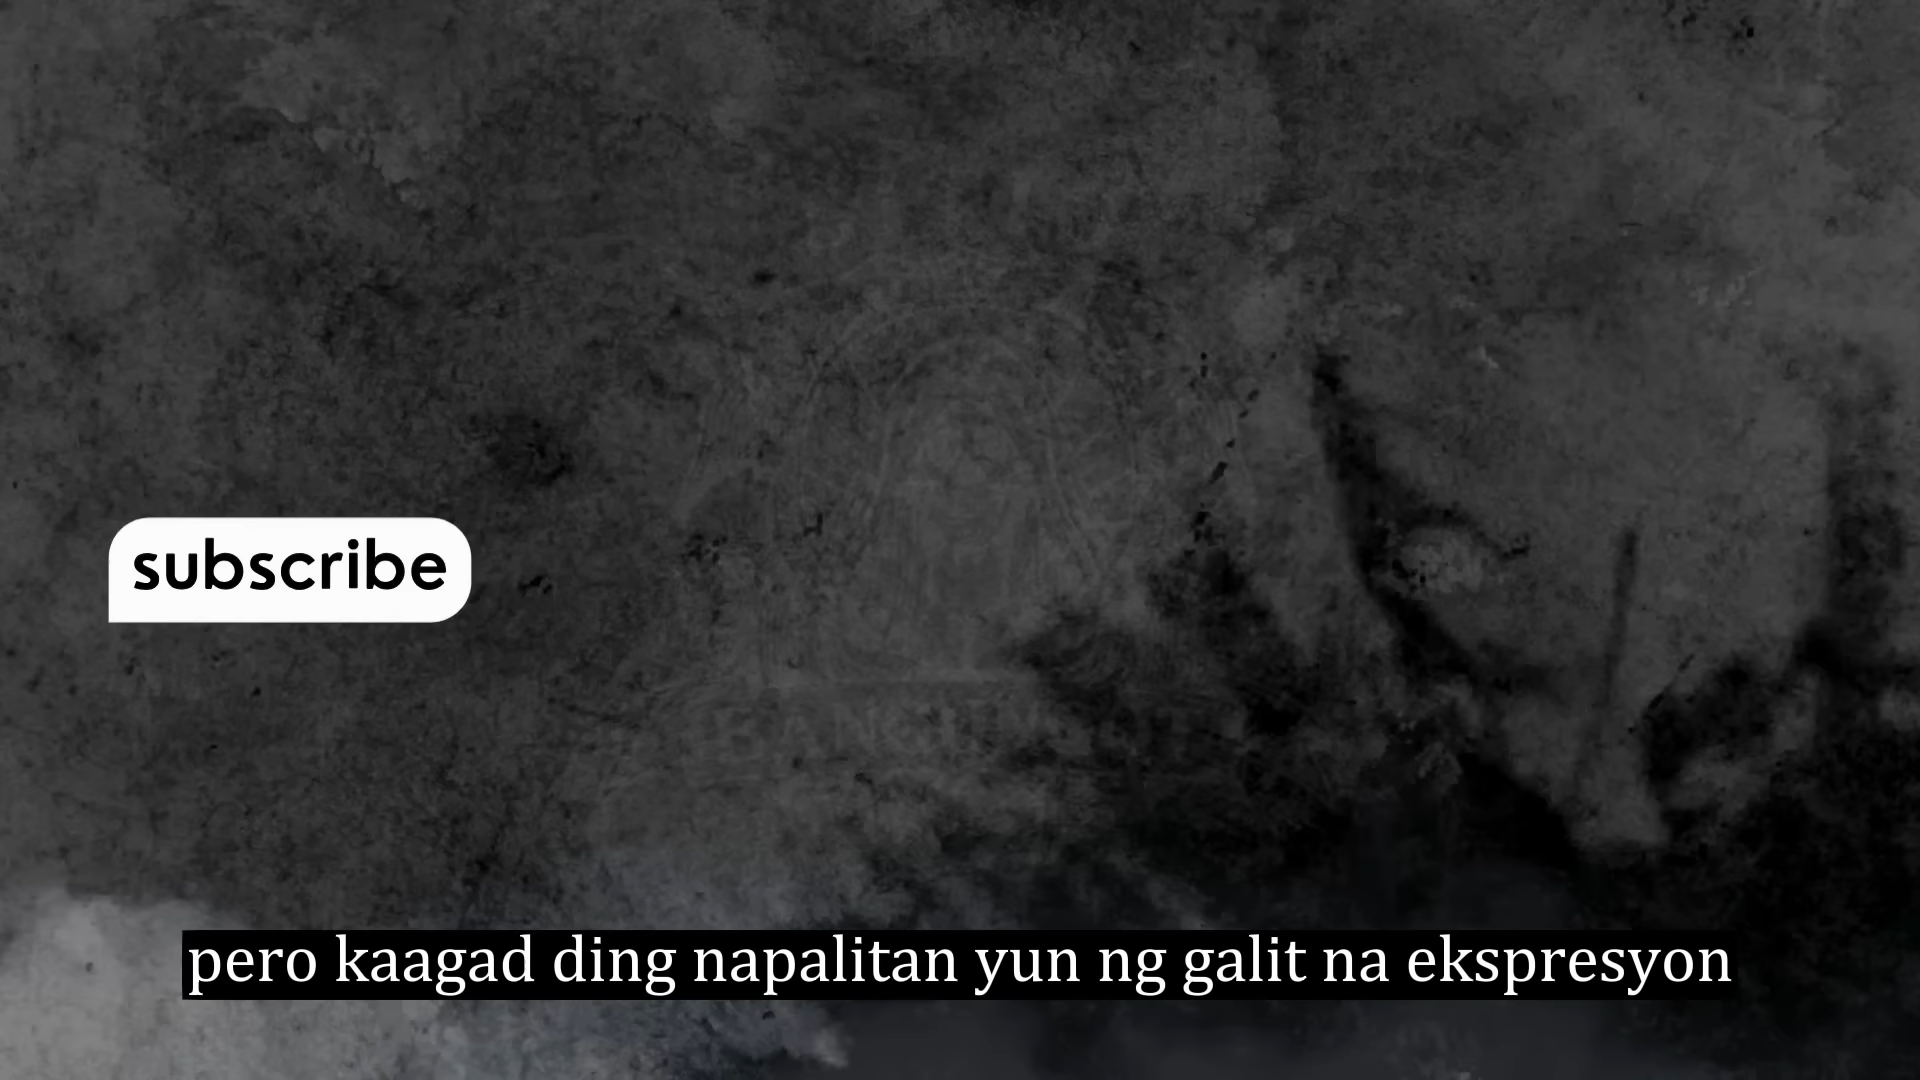 subscribe
pero kaagad ding napalitan yun ng galit na ekspresyon